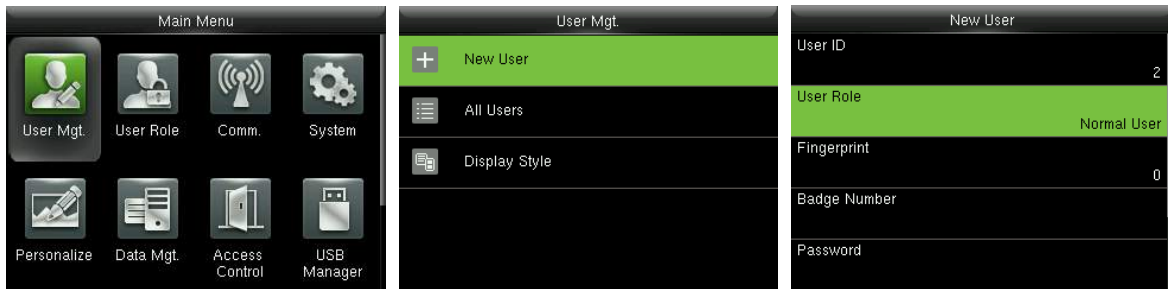 Main Menu
User Mgt.
User Role
Comm.
System
Personalize
Data Mgt.
Access
Control
USB
Manager
User Mgt.
New User
All Users
Display Style
New User
User ID
2
User Role
Normal User
Fingerprint
0
Badge Number
Password